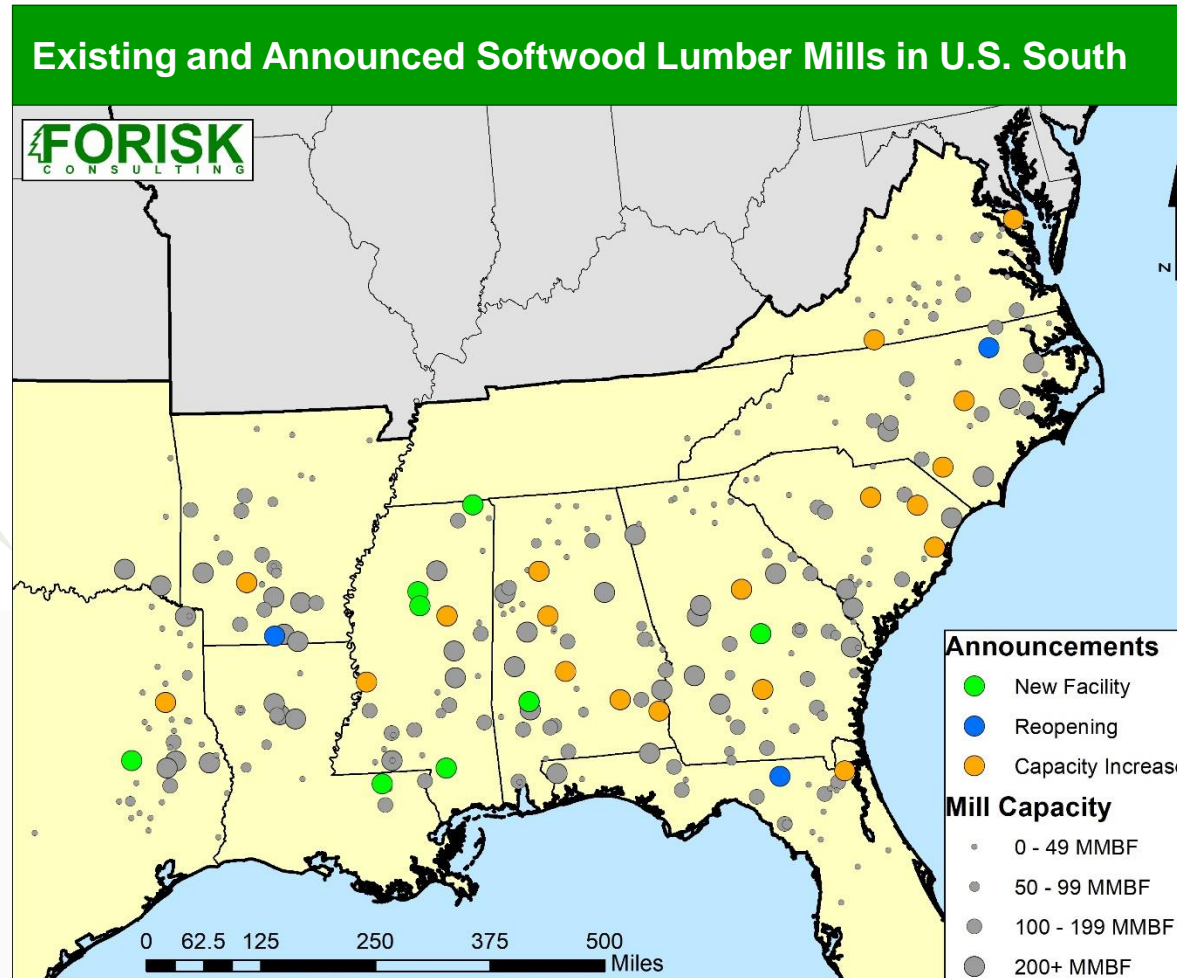 Existing and Announced Softwood Lumber Mills in U.S. South
FORISK
CONSULTING
N
Announcements
New Facility
Reopening
Capacity Increase
Mill Capacity
0 - 49 MMBF
50 - 99 MMBF
100 - 199 MMBF
200+ MMBF
0 62.5 125 250 375 500
Miles